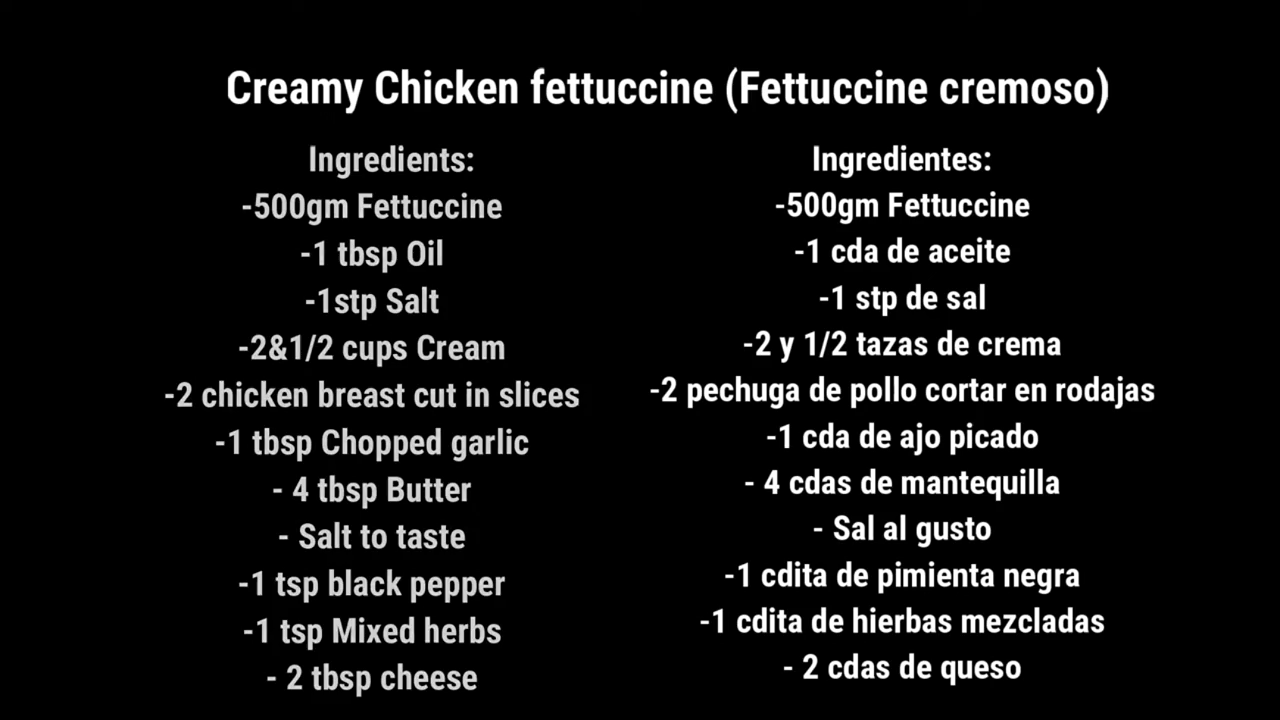 Creamy Chicken fettuccine (Fettuccine cremoso)
Ingredients:
-500gm Fettuccine
-1 tbsp Oil
-1stp Salt
-2&1/2 cups Cream
-2 chicken breast cut in slices
-1 tbsp Chopped garlic
- 4 tbsp Butter
- Salt to taste
-1 tsp black pepper
-1 tsp Mixed herbs
- 2 tbsp cheese
Ingredientes:
-500gm Fettuccine
-1 cda de aceite
-1 stp de sal
-2 y 1/2 tazas de crema
-2 pechuga de pollo cortar en rodajas
-1 cda de ajo picado
- 4 cdas de mantequilla
- Sal al gusto
-1 cdita de pimienta negra
-1 cdita de hierbas mezcladas
- 2 cdas de queso